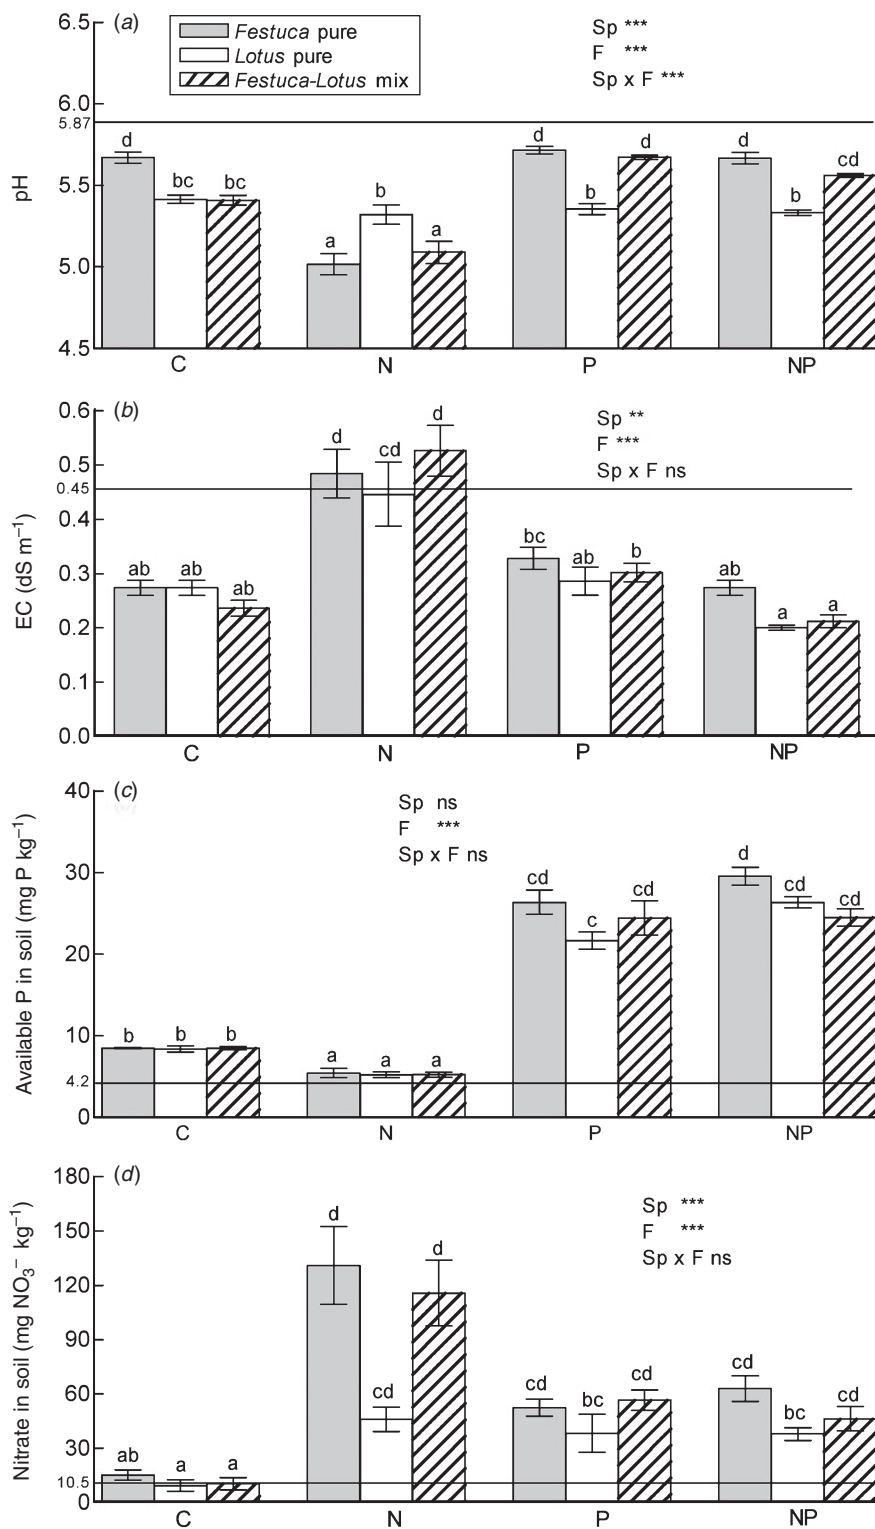 (a)
Festuca pure
Lotus pure
Festuca-Lotus mix
Sp ***
F ***
Sp x F ***
6.5
6.0
5.87
5.5
5.0
4.5
pH
d bc bc
a b a
d b d
d b cd
C N P NP
(b)
Sp **
F ***
Sp x F ns
0.6
0.5
0.45
0.4
0.3
0.2
0.1
0.0
EC (dS m⁻¹)
ab ab ab
d cd d
bc ab b
ab a a
C N P NP
(c)
Sp ns
F ***
Sp x F ns
40
30
20
10
4.2
0
Available P in soil (mg P kg⁻¹)
b b b
a a a
cd c cd
d cd cd
C N P NP
(d)
Sp ***
F ***
Sp x F ns
180
150
120
90
60
30
10.5
0
Nitrate in soil (mg NO₃⁻ kg⁻¹)
ab a a
d cd d
cd bc cd
cd bc cd
C N P NP